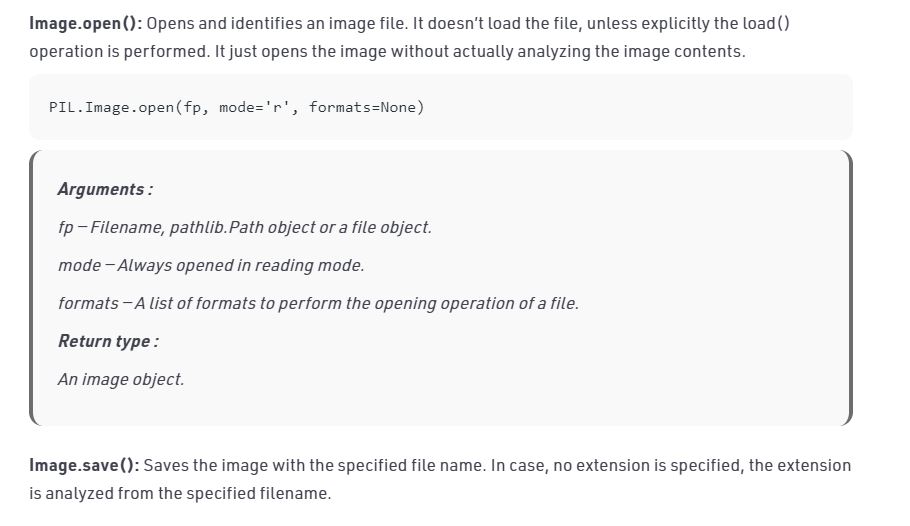 Image.open(): Opens and identifies an image file. It doesn’t load the file, unless explicitly the load()
operation is performed. It just opens the image without actually analyzing the image contents.
PIL.Image.open(fp, mode='r', formats=None)
Arguments :
fp – Filename, pathlib.Path object or a file object.
mode – Always opened in reading mode.
formats – A list of formats to perform the opening operation of a file.
Return type :
An image object.
Image.save(): Saves the image with the specified file name. In case, no extension is specified, the extension
is analyzed from the specified filename.